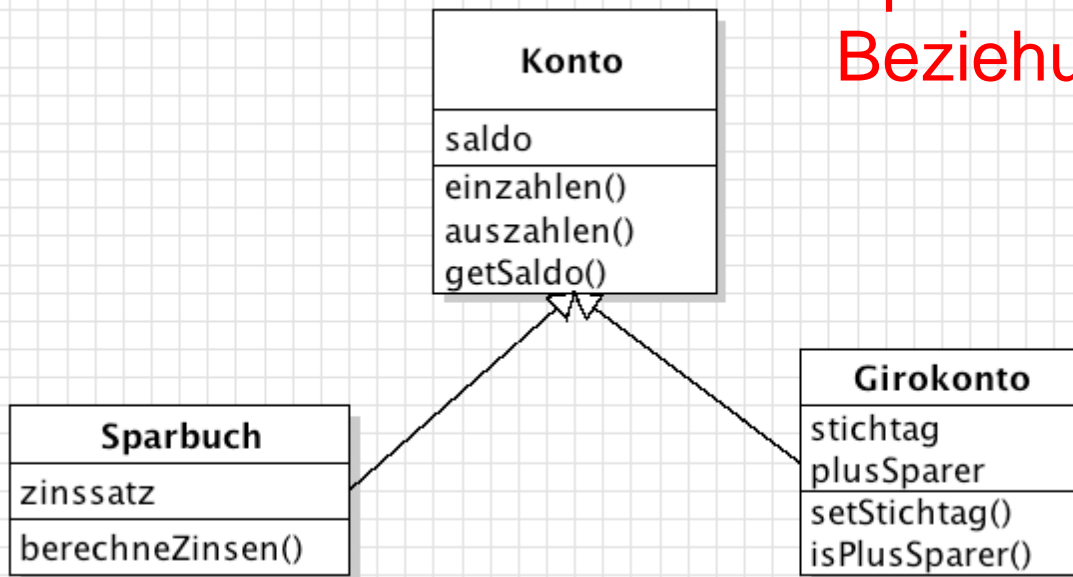 Beziehu
Konto
saldo
einzahlen()
auszahlen()
getSaldo()
Sparbuch
zinssatz
berechneZinsen()
Girokonto
stichtag
plusSparer
setStichtag()
isPlusSparer()